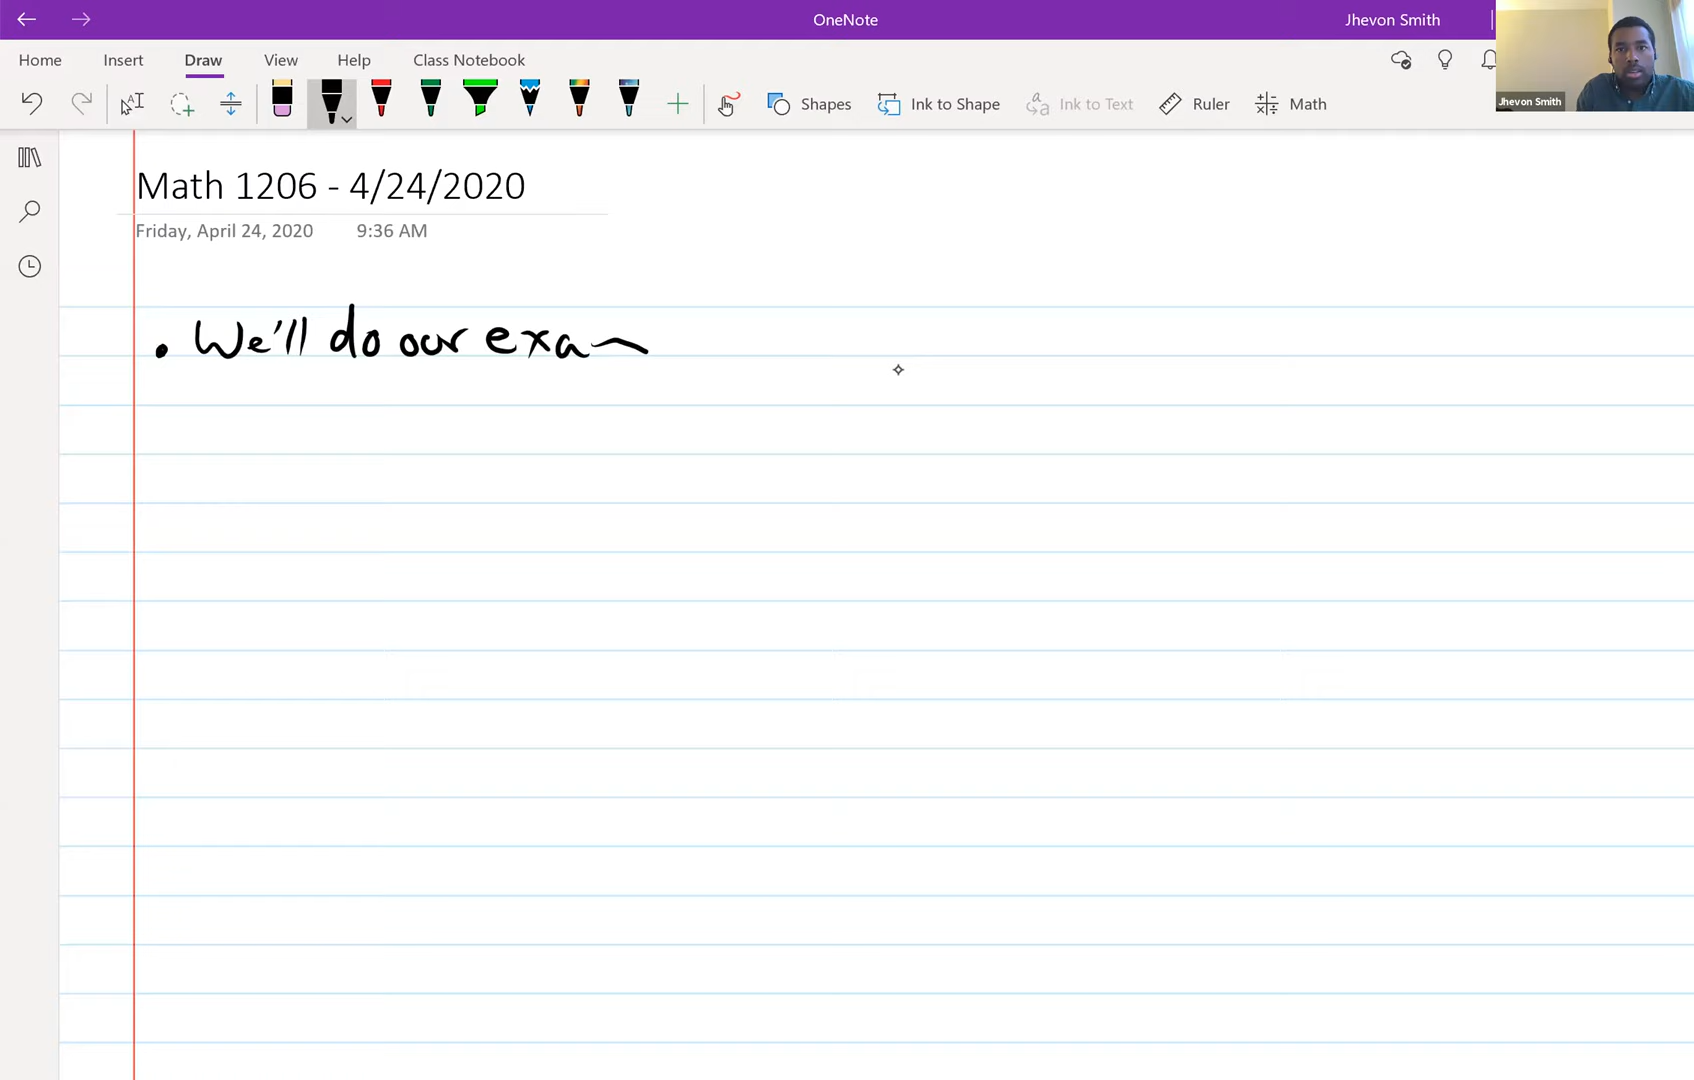 OneNote
Jhevon Smith
Home Insert Draw View Help Class Notebook
Shapes Ink to Shape Ink to Text Ruler Math
Jhevon Smith
Math 1206 - 4/24/2020
Friday, April 24, 2020 9:36 AM
. We'll do our exam